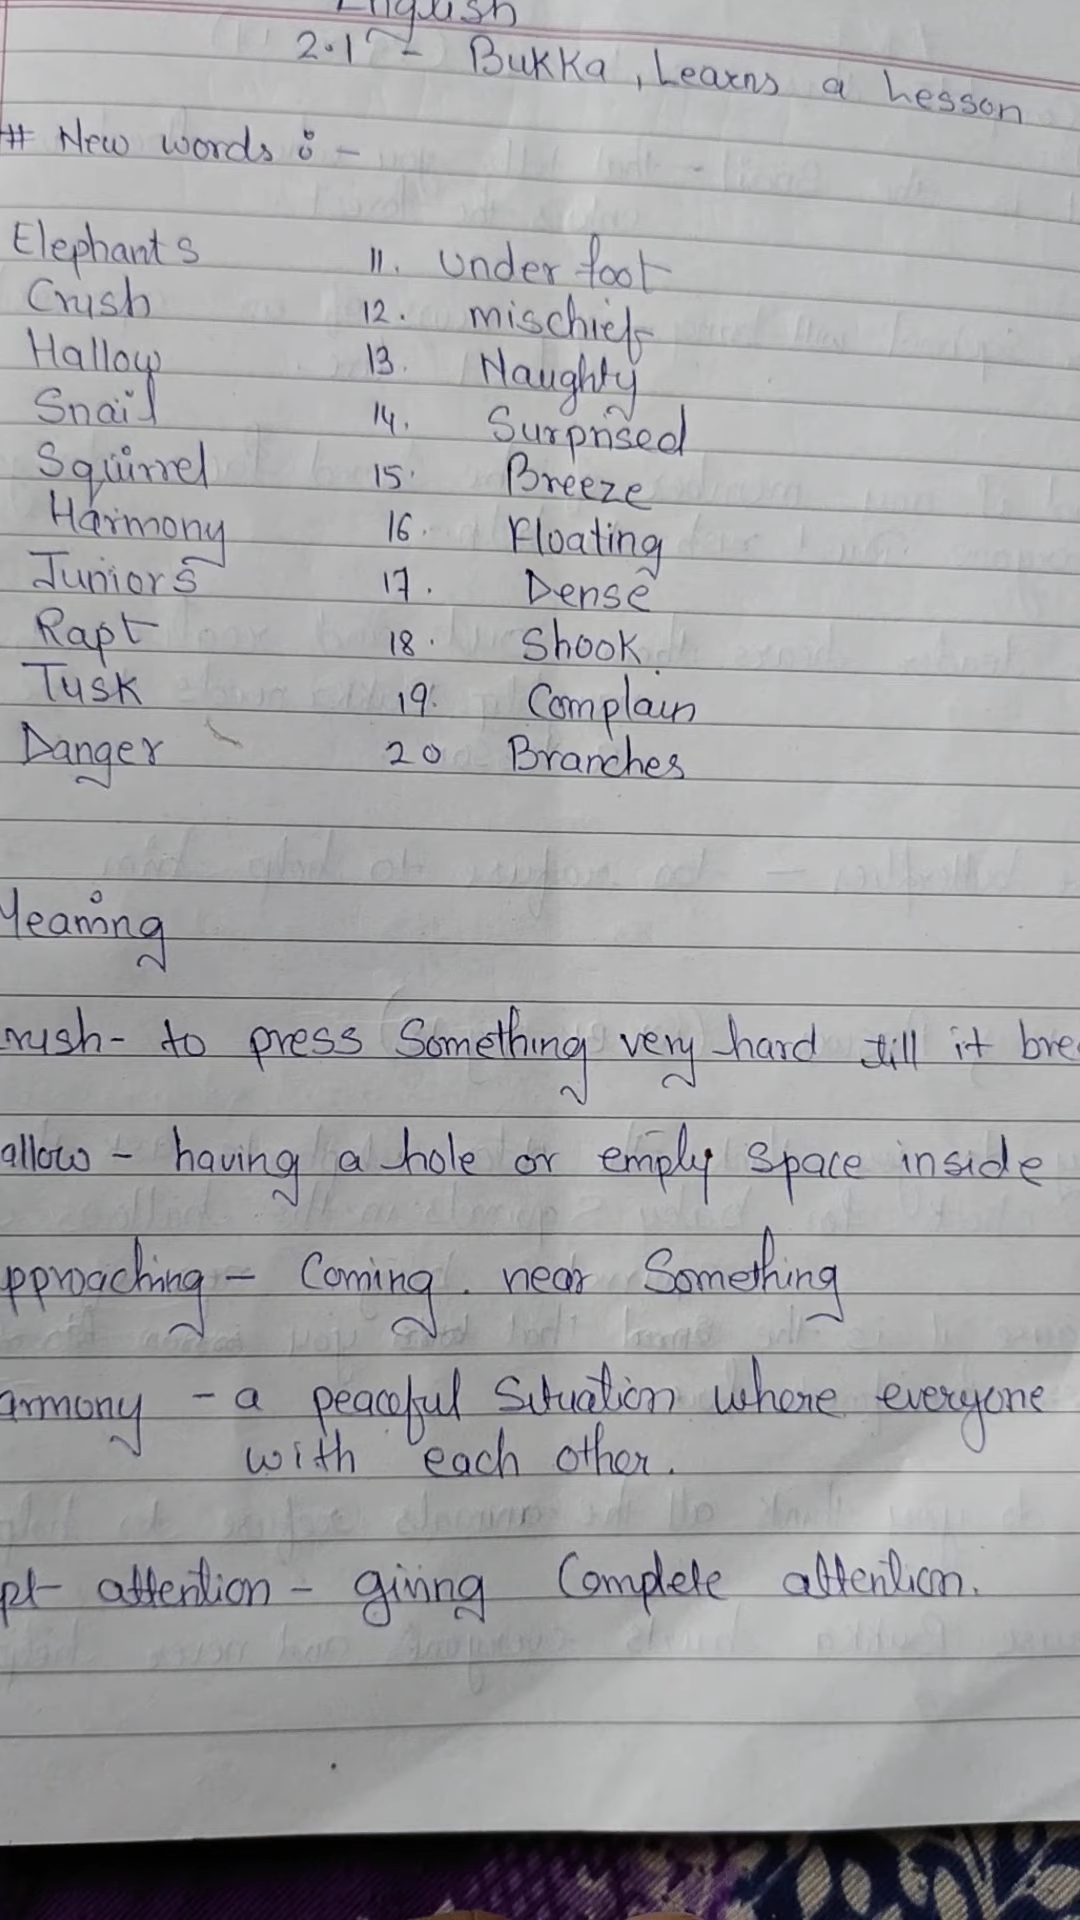 English
2.1 - Bukka, Learns a Lesson
# New words :-
Elephants 11. Under foot
Crush 12. mischief
Hallow 13. Naughty
Snail 14. Surprised
Squirrel 15. Breeze
Harmony 16. Floating
Juniors 17. Dense
Rapt 18. Shook
Tusk 19. Complain
Danger 20 Branches
Meaning
rush- to press Something very hard till it bre
allow - having a hole or emply space inside
pproaching - Coming near Something
armony - a peaceful Situation where everyone
with each other.
pt attention - giving Complete attention.